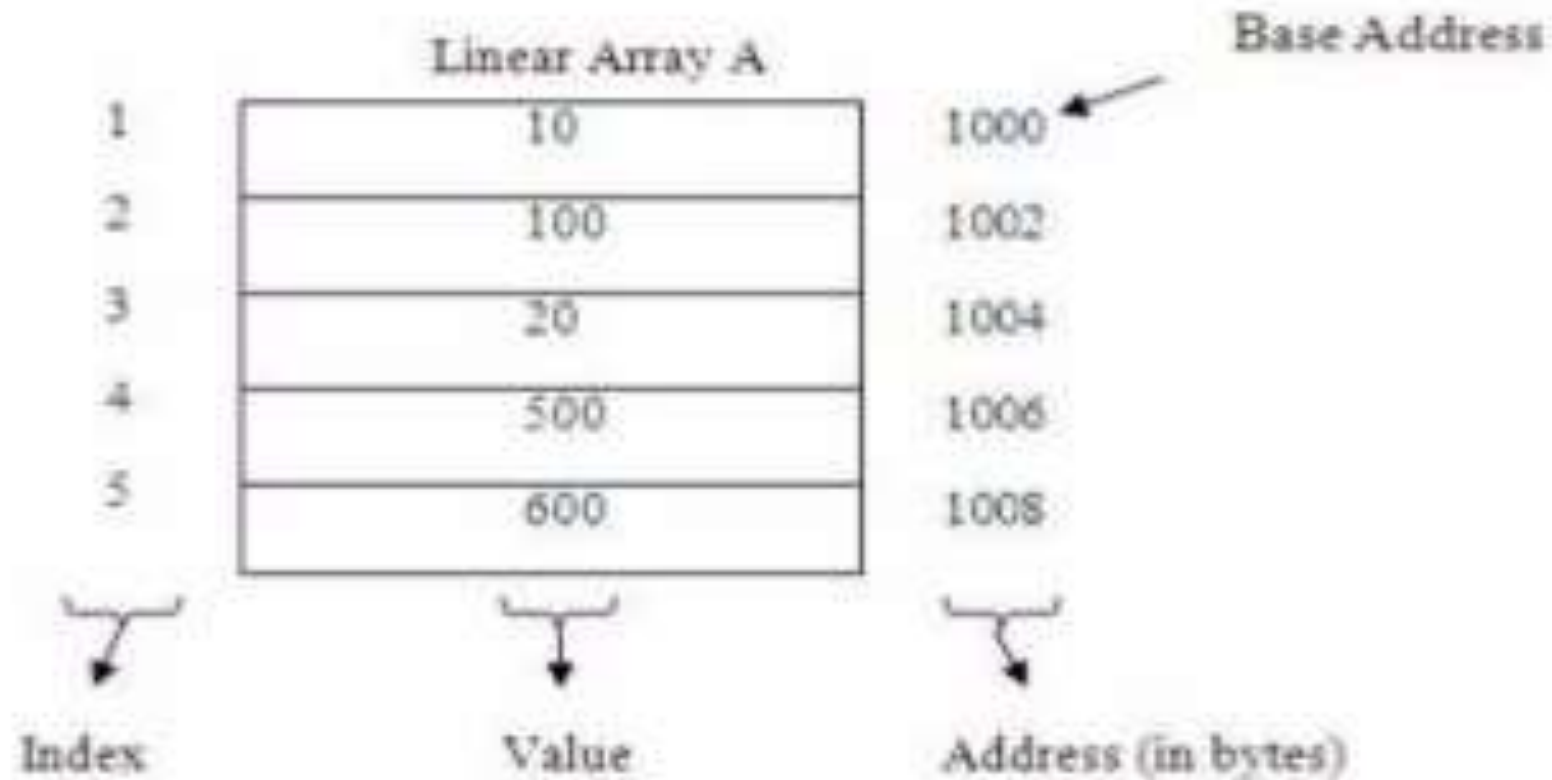 Base Address
Linear Array A
1 10 1000
2 100 1002
3 20 1004
4 500 1006
5 600 1008
Index Value Address (in bytes)